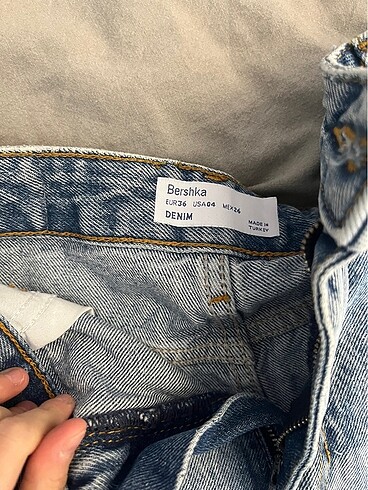 Bershka
EUR36 USA04 MEX26
DENIM
MADE IN
TURKEY